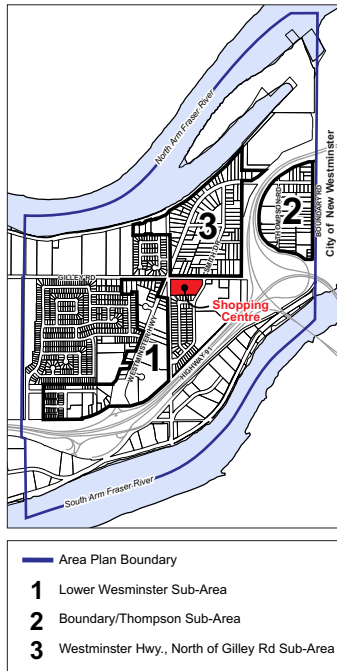 North Arm Fraser River
3
2
THOMPSON RD
BOUNDARY RD
City of New Westminster
GILLEY RD
Shopping
Centre
WESTMINSTER HWY
1
HIGHWAY 91
South Arm Fraser River
Area Plan Boundary
1 Lower Wesminster Sub-Area
2 Boundary/Thompson Sub-Area
3 Westminster Hwy., North of Gilley Rd Sub-Area